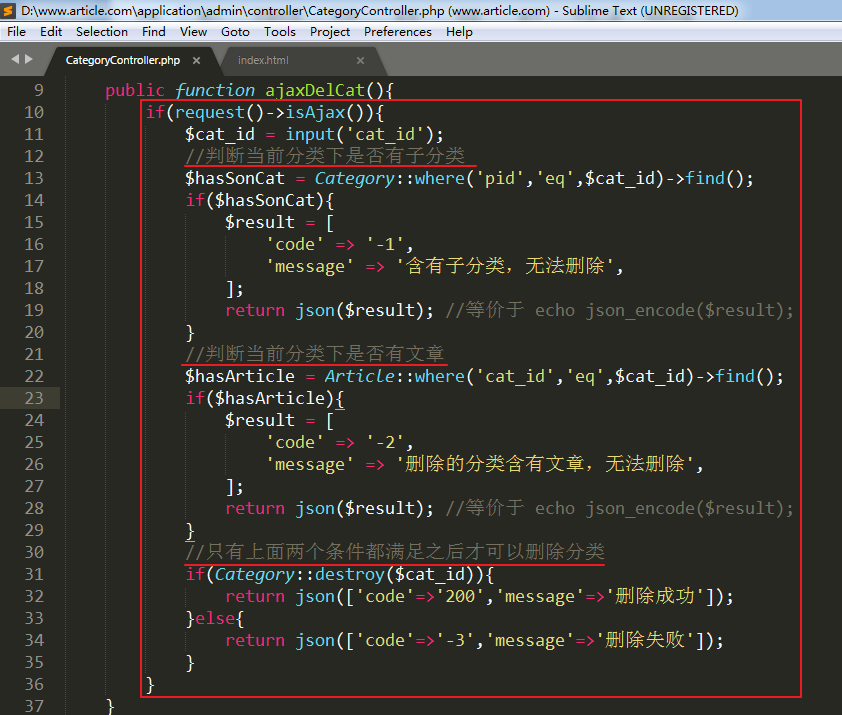 D:\www.article.com\application\admin\controller\CategoryController.php (www.article.com) - Sublime Text (UNREGISTERED)
File Edit Selection Find View Goto Tools Project Preferences Help
CategoryController.php × index.html ×
9 public function ajaxDelCat(){
10 if(request()->isAjax()){
11 $cat_id = input('cat_id');
12 //判断当前分类下是否有子分类
13 $hasSonCat = Category::where('pid','eq',$cat_id)->find();
14 if($hasSonCat){
15 $result = [
16 'code' => '-1',
17 'message' => '含有子分类，无法删除',
18 ];
19 return json($result); //等价于 echo json_encode($result);
20 }
21 //判断当前分类下是否有文章
22 $hasArticle = Article::where('cat_id','eq',$cat_id)->find();
23 if($hasArticle){
24 $result = [
25 'code' => '-2',
26 'message' => '删除的分类含有文章，无法删除',
27 ];
28 return json($result); //等价于 echo json_encode($result);
29 }
30 //只有上面两个条件都满足之后才可以删除分类
31 if(Category::destroy($cat_id)){
32 return json(['code'=>'200','message'=>'删除成功']);
33 }else{
34 return json(['code'=>'-3','message'=>'删除失败']);
35 }
36 }
37 }